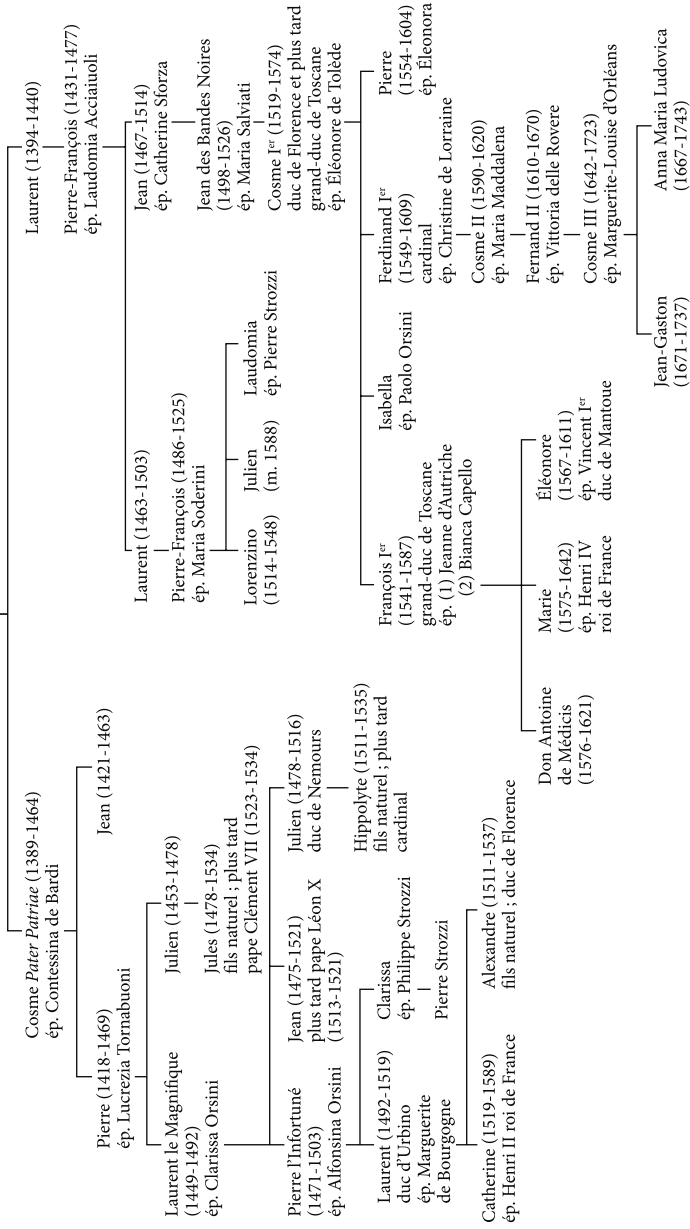 Cosme Pater Patriae (1389-1464)
ép. Contessina de Bardi
Laurent (1394-1440)
Pierre (1418-1469)
ép. Lucrezia Tornabuoni
Jean (1421-1463)
Pierre-François (1431-1477)
ép. Laudomia Acciaiuoli
Laurent le Magnifique
(1449-1492)
ép. Clarissa Orsini
Julien (1453-1478)
Jules (1478-1534)
fils naturel ; plus tard
pape Clément VII (1523-1534)
Laurent (1463-1503)
Jean (1467-1514)
ép. Catherine Sforza
Pierre-François (1486-1525)
ép. Maria Soderini
Jean des Bandes Noires
(1498-1526)
ép. Maria Salviati
Pierre l'Infortuné
(1471-1503)
ép. Alfonsina Orsini
Jean (1475-1521)
plus tard pape Léon X
(1513-1521)
Julien (1478-1516)
duc de Nemours
Hippolyte (1511-1535)
fils naturel ; plus tard
cardinal
Lorenzino
(1514-1548)
Julien
(m. 1588)
Laudomia
ép. Pierre Strozzi
Cosme Ier (1519-1574)
duc de Florence et plus tard
grand-duc de Toscane
ép. Éléonore de Tolède
Laurent (1492-1519)
duc d'Urbino
ép. Marguerite
de Bourgogne
Clarissa
ép. Philippe Strozzi
Pierre Strozzi
François Ier
(1541-1587)
grand-duc de Toscane
ép. (1) Jeanne d'Autriche
(2) Bianca Capello
Isabella
ép. Paolo Orsini
Ferdinand Ier
(1549-1609)
cardinal
ép. Christine de Lorraine
Pierre
(1554-1604)
ép. Éleonora
Cosme II (1590-1620)
ép. Maria Maddalena
Fernand II (1610-1670)
ép. Vittoria delle Rovere
Cosme III (1642-1723)
ép. Marguerite-Louise d'Orléans
Catherine (1519-1589)
ép. Henri II roi de France
Alexandre (1511-1537)
fils naturel ; duc de Florence
Don Antoine
de Médicis
(1576-1621)
Marie
(1575-1642)
ép. Henri IV
roi de France
Éléonore
(1567-1611)
ép. Vincent Ier
duc de Mantoue
Jean-Gaston
(1671-1737)
Anna Maria Ludovica
(1667-1743)